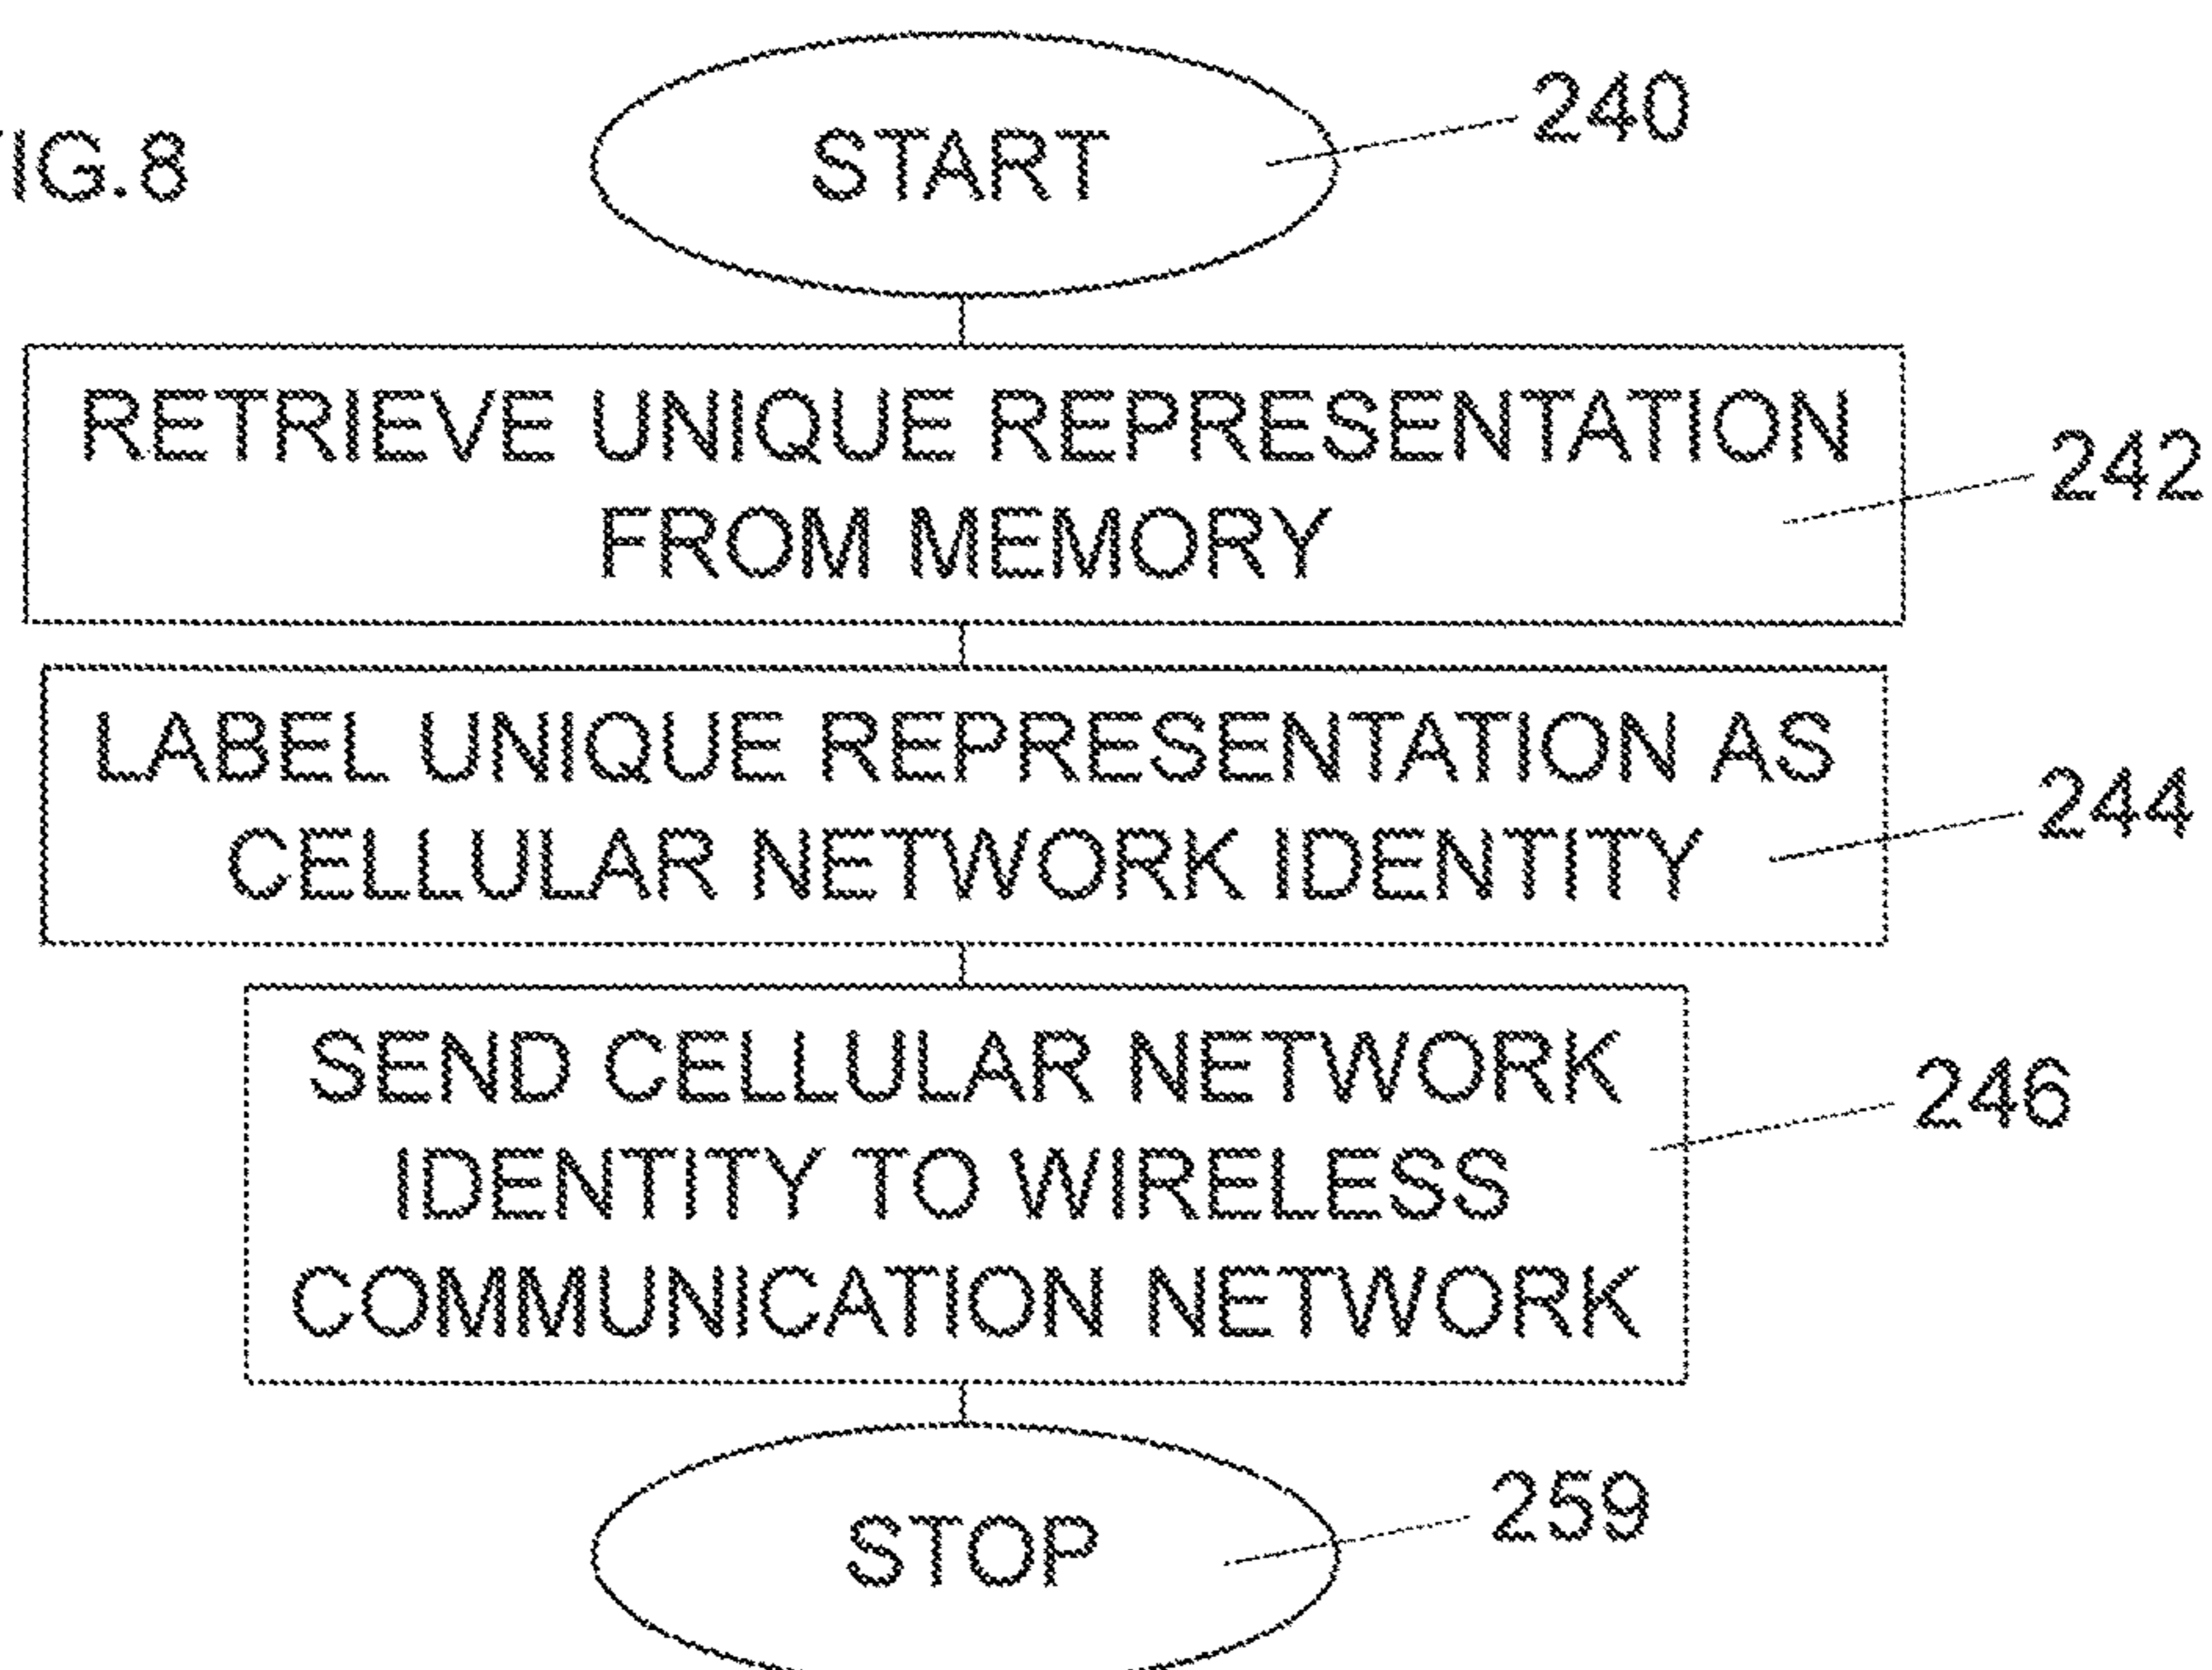 FIG.8
START
240
RETRIEVE UNIQUE REPRESENTATION
FROM MEMORY
242
LABEL UNIQUE REPRESENTATION AS
CELLULAR NETWORK IDENTITY
244
SEND CELLULAR NETWORK
IDENTITY TO WIRELESS
COMMUNICATION NETWORK
246
STOP
259